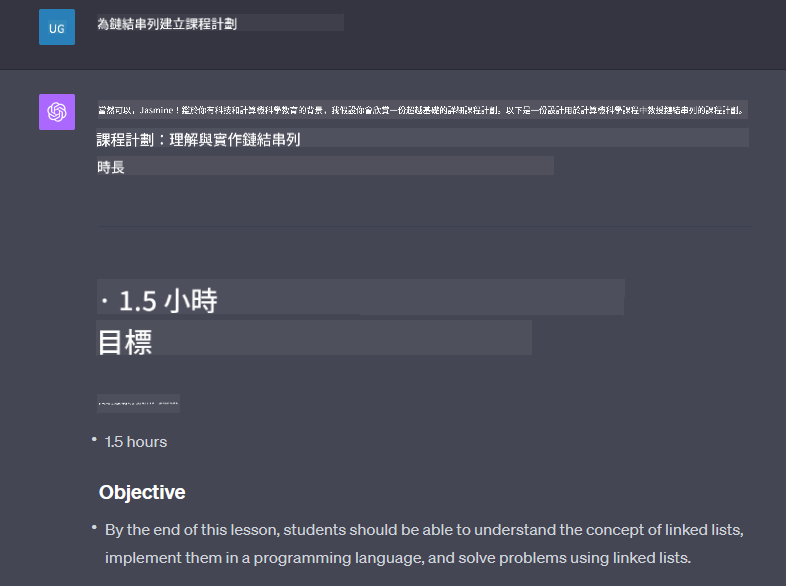 UG
為鏈結串列建立課程計劃
當然可以，Jasmine！鑑於你有科技和計算機科學教育的背景，我假設你會欣賞一份超越基礎的詳細課程計劃。以下是一份設計用於計算機科學課程中教授鏈結串列的課程計劃。
課程計劃：理解與實作鏈結串列
時長
· 1.5 小時
目標
• 1.5 hours
Objective
• By the end of this lesson, students should be able to understand the concept of linked lists,
implement them in a programming language, and solve problems using linked lists.